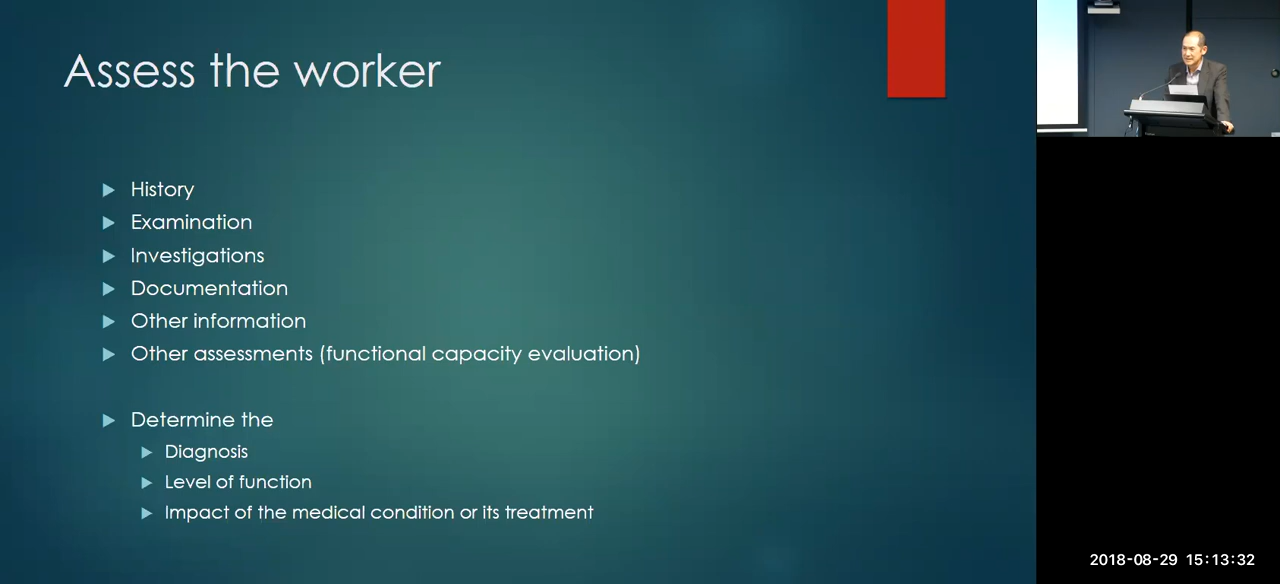 Assess the worker
History
Examination
Investigations
Documentation
Other information
Other assessments (functional capacity evaluation)
Determine the
Diagnosis
Level of function
Impact of the medical condition or its treatment
2018-08-29 15:13:32